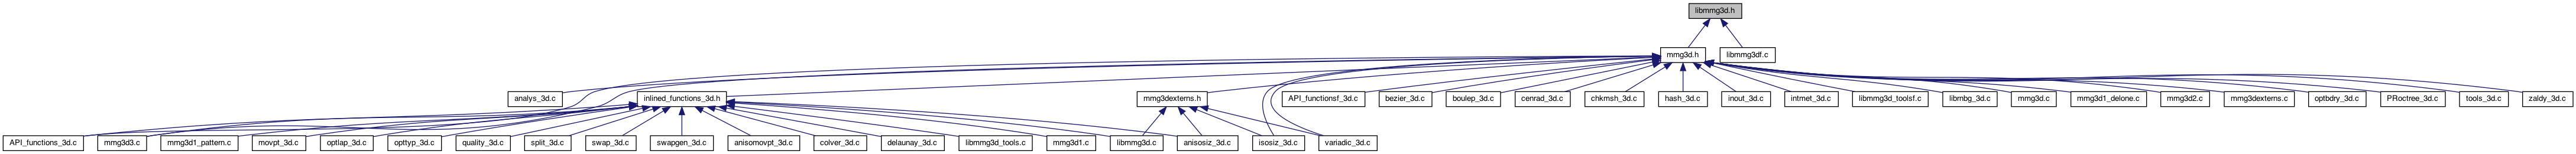 libmmg3d.h
mmg3d.h
libmmg3df.c
analys_3d.c
inlined_functions_3d.h
mmg3dexterns.h
API_functionsf_3d.c
bezier_3d.c
boulep_3d.c
cenrad_3d.c
chkmsh_3d.c
hash_3d.c
inout_3d.c
intmet_3d.c
libmmg3d_toolsf.c
librnbg_3d.c
mmg3d.c
mmg3d1_delone.c
mmg3d2.c
mmg3dexterns.c
optbdry_3d.c
PRoctree_3d.c
tools_3d.c
zaldy_3d.c
API_functions_3d.c
mmg3d3.c
mmg3d1_pattern.c
movpt_3d.c
optlap_3d.c
opttyp_3d.c
quality_3d.c
split_3d.c
swap_3d.c
swapgen_3d.c
anisomovpt_3d.c
colver_3d.c
delaunay_3d.c
libmmg3d_tools.c
mmg3d1.c
libmmg3d.c
anisosiz_3d.c
isosiz_3d.c
variadic_3d.c